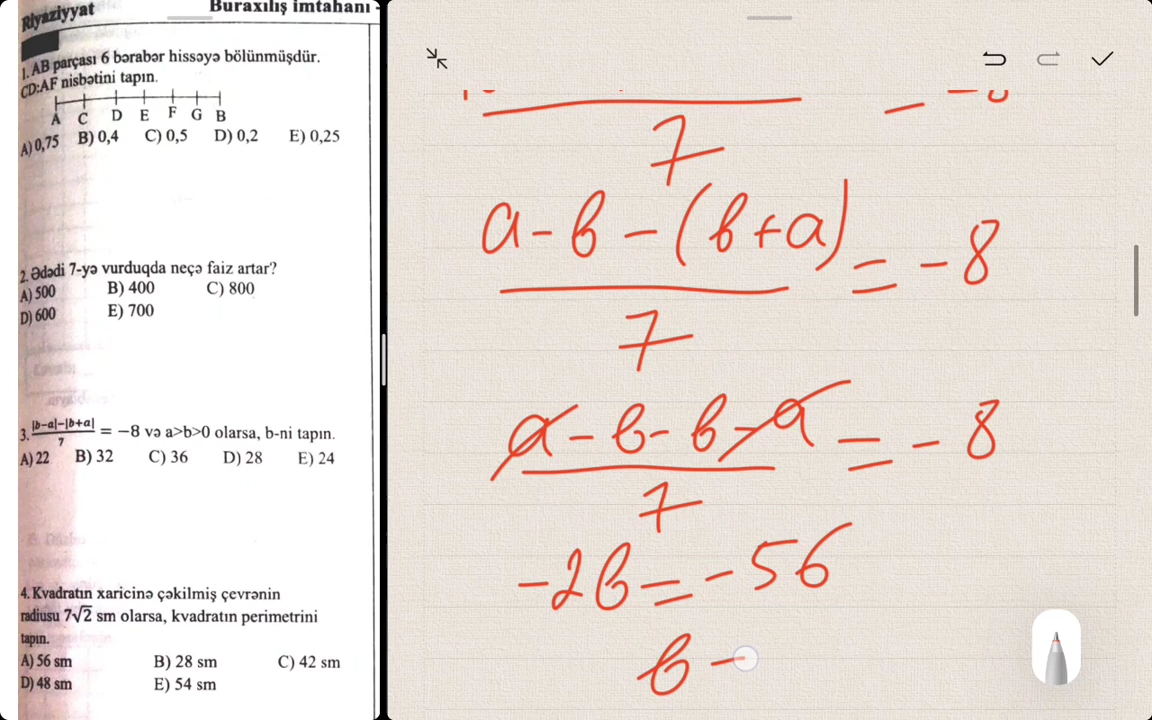 Riyaziyyat
Buraxılış imtahanı -
1. AB parçası 6 bərabər hissəyə bölünmüşdür.
CD:AF nisbətini tapın.
A C D E F G B
A) 0,75 B) 0,4 C) 0,5 D) 0,2 E) 0,25
2. Ədədi 7-yə vurduqda neçə faiz artar?
A) 500 B) 400 C) 800
D) 600 E) 700
3. |b-a|-|b+a| / 7 = -8 və a>b>0 olarsa, b-ni tapın.
A) 22 B) 32 C) 36 D) 28 E) 24
4. Kvadratın xaricinə çəkilmiş çevrənin
radiusu 7√2 sm olarsa, kvadratın perimetrini
tapın.
A) 56 sm B) 28 sm C) 42 sm
D) 48 sm E) 54 sm
7
a - b - (b + a) = - 8
7
a - b - b - a = - 8
7
-2b = - 56
b -